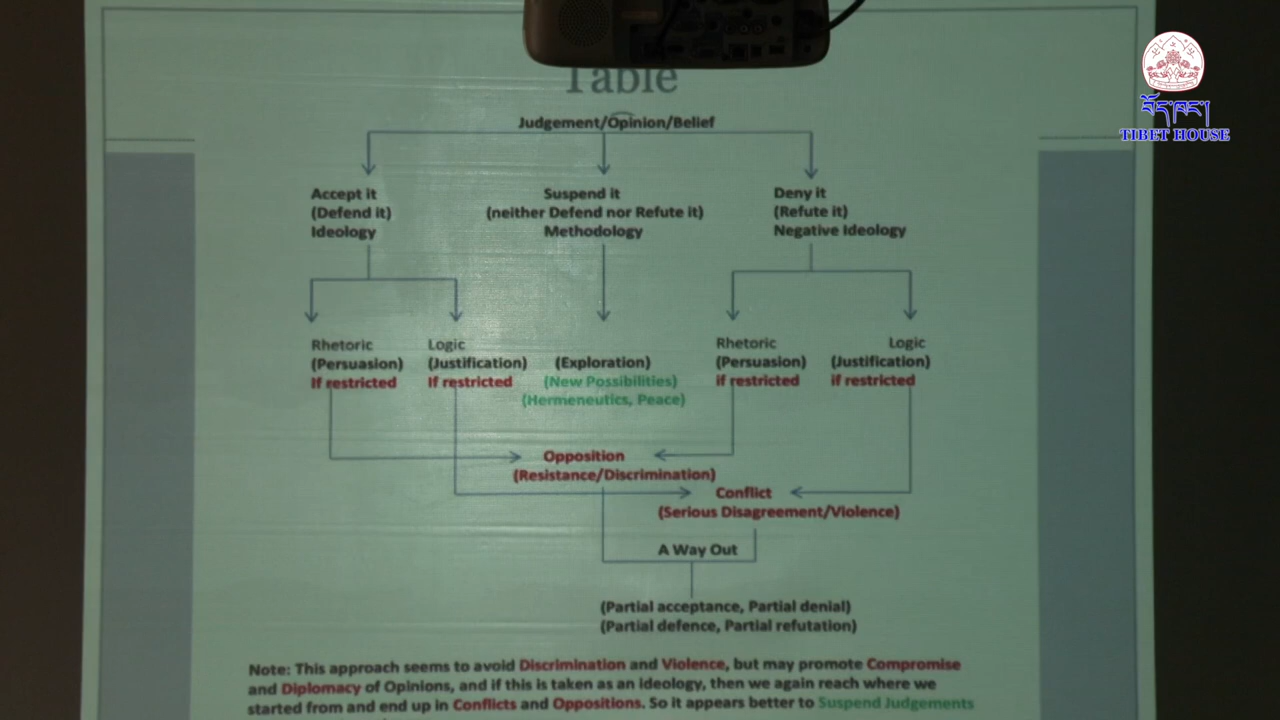 Table
བོད་ཁང་།
TIBET HOUSE
Judgement/Opinion/Belief
Accept it
(Defend it)
Ideology
Suspend it
(neither Defend nor Refute it)
Methodology
Deny it
(Refute it)
Negative Ideology
Rhetoric
(Persuasion)
If restricted
Logic
(Justification)
If restricted
(Exploration)
(New Possibilities)
(Hermeneutics, Peace)
Rhetoric
(Persuasion)
if restricted
Logic
(Justification)
if restricted
Opposition
(Resistance/Discrimination)
Conflict
(Serious Disagreement/Violence)
A Way Out
(Partial acceptance, Partial denial)
(Partial defence, Partial refutation)
Note: This approach seems to avoid Discrimination and Violence, but may promote Compromise
and Diplomacy of Opinions, and if this is taken as an ideology, then we again reach where we
started from and end up in Conflicts and Oppositions. So it appears better to Suspend Judgements